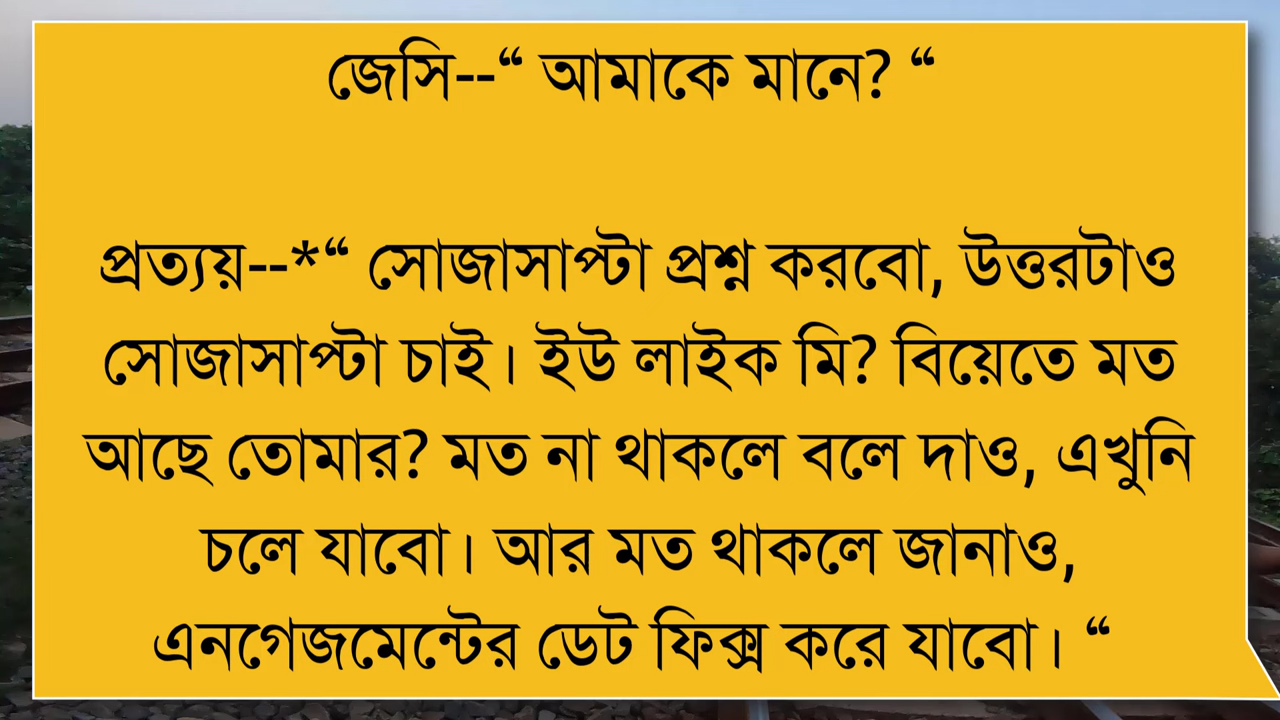 জেসি--“ আমাকে মানে? “
প্রত্যয়--*“ সোজাসাপ্টা প্রশ্ন করবো, উত্তরটাও
সোজাসাপ্টা চাই। ইউ লাইক মি? বিয়েতে মত
আছে তোমার? মত না থাকলে বলে দাও, এখুনি
চলে যাবো। আর মত থাকলে জানাও,
এনগেজমেন্টের ডেট ফিক্স করে যাবো। “